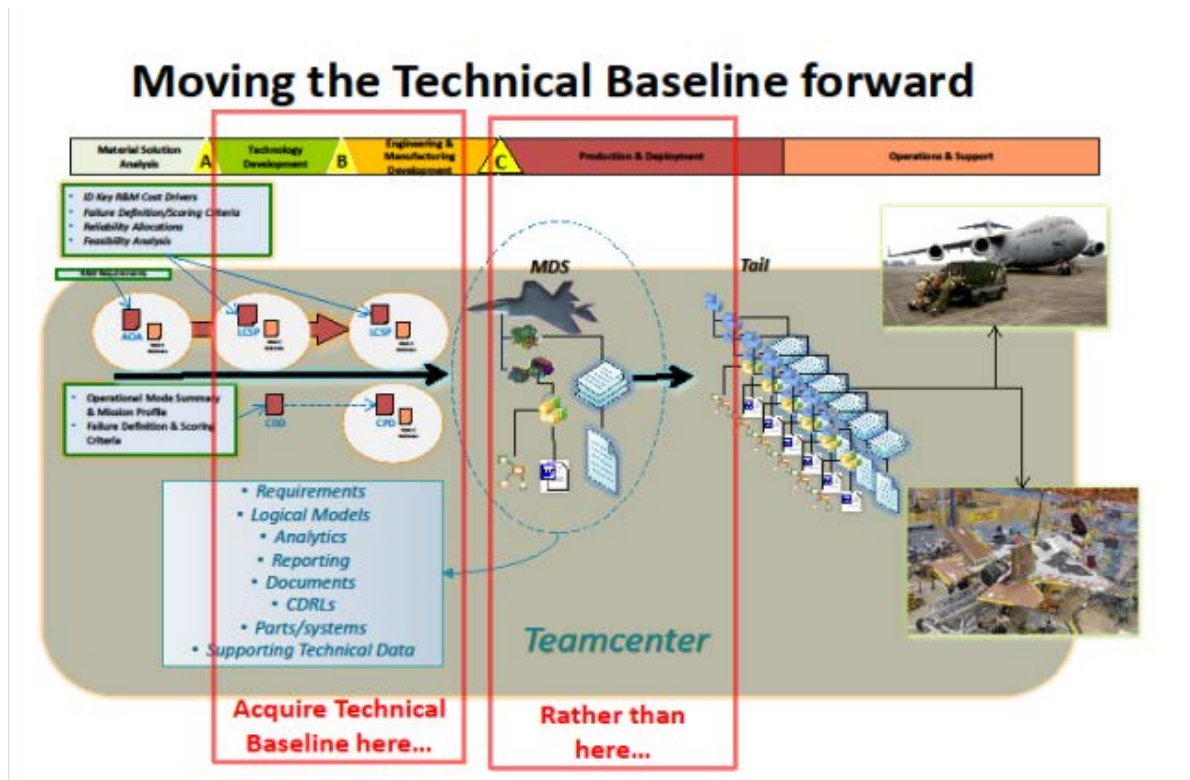 Moving the Technical Baseline forward
Material Solution
Analysis
A
Technology
Development
B
Engineering &
Manufacturing
Development
C
Production & Deployment
Operations & Support
• ID Key R&M Cost Drivers
• Failure Definition/Scoring Criteria
• Reliability Allocations
• Feasibility Analysis
Requirements
MDS
Tail
AOA
LCSP
LCSP
• Operational Mode Summary
& Mission Profile
• Failure Definition & Scoring
Criteria
CDD
CPD
• Requirements
• Logical Models
• Analytics
• Reporting
• Documents
• CDRLs
• Parts/systems
• Supporting Technical Data
Teamcenter
Acquire Technical
Baseline here...
Rather than
here...